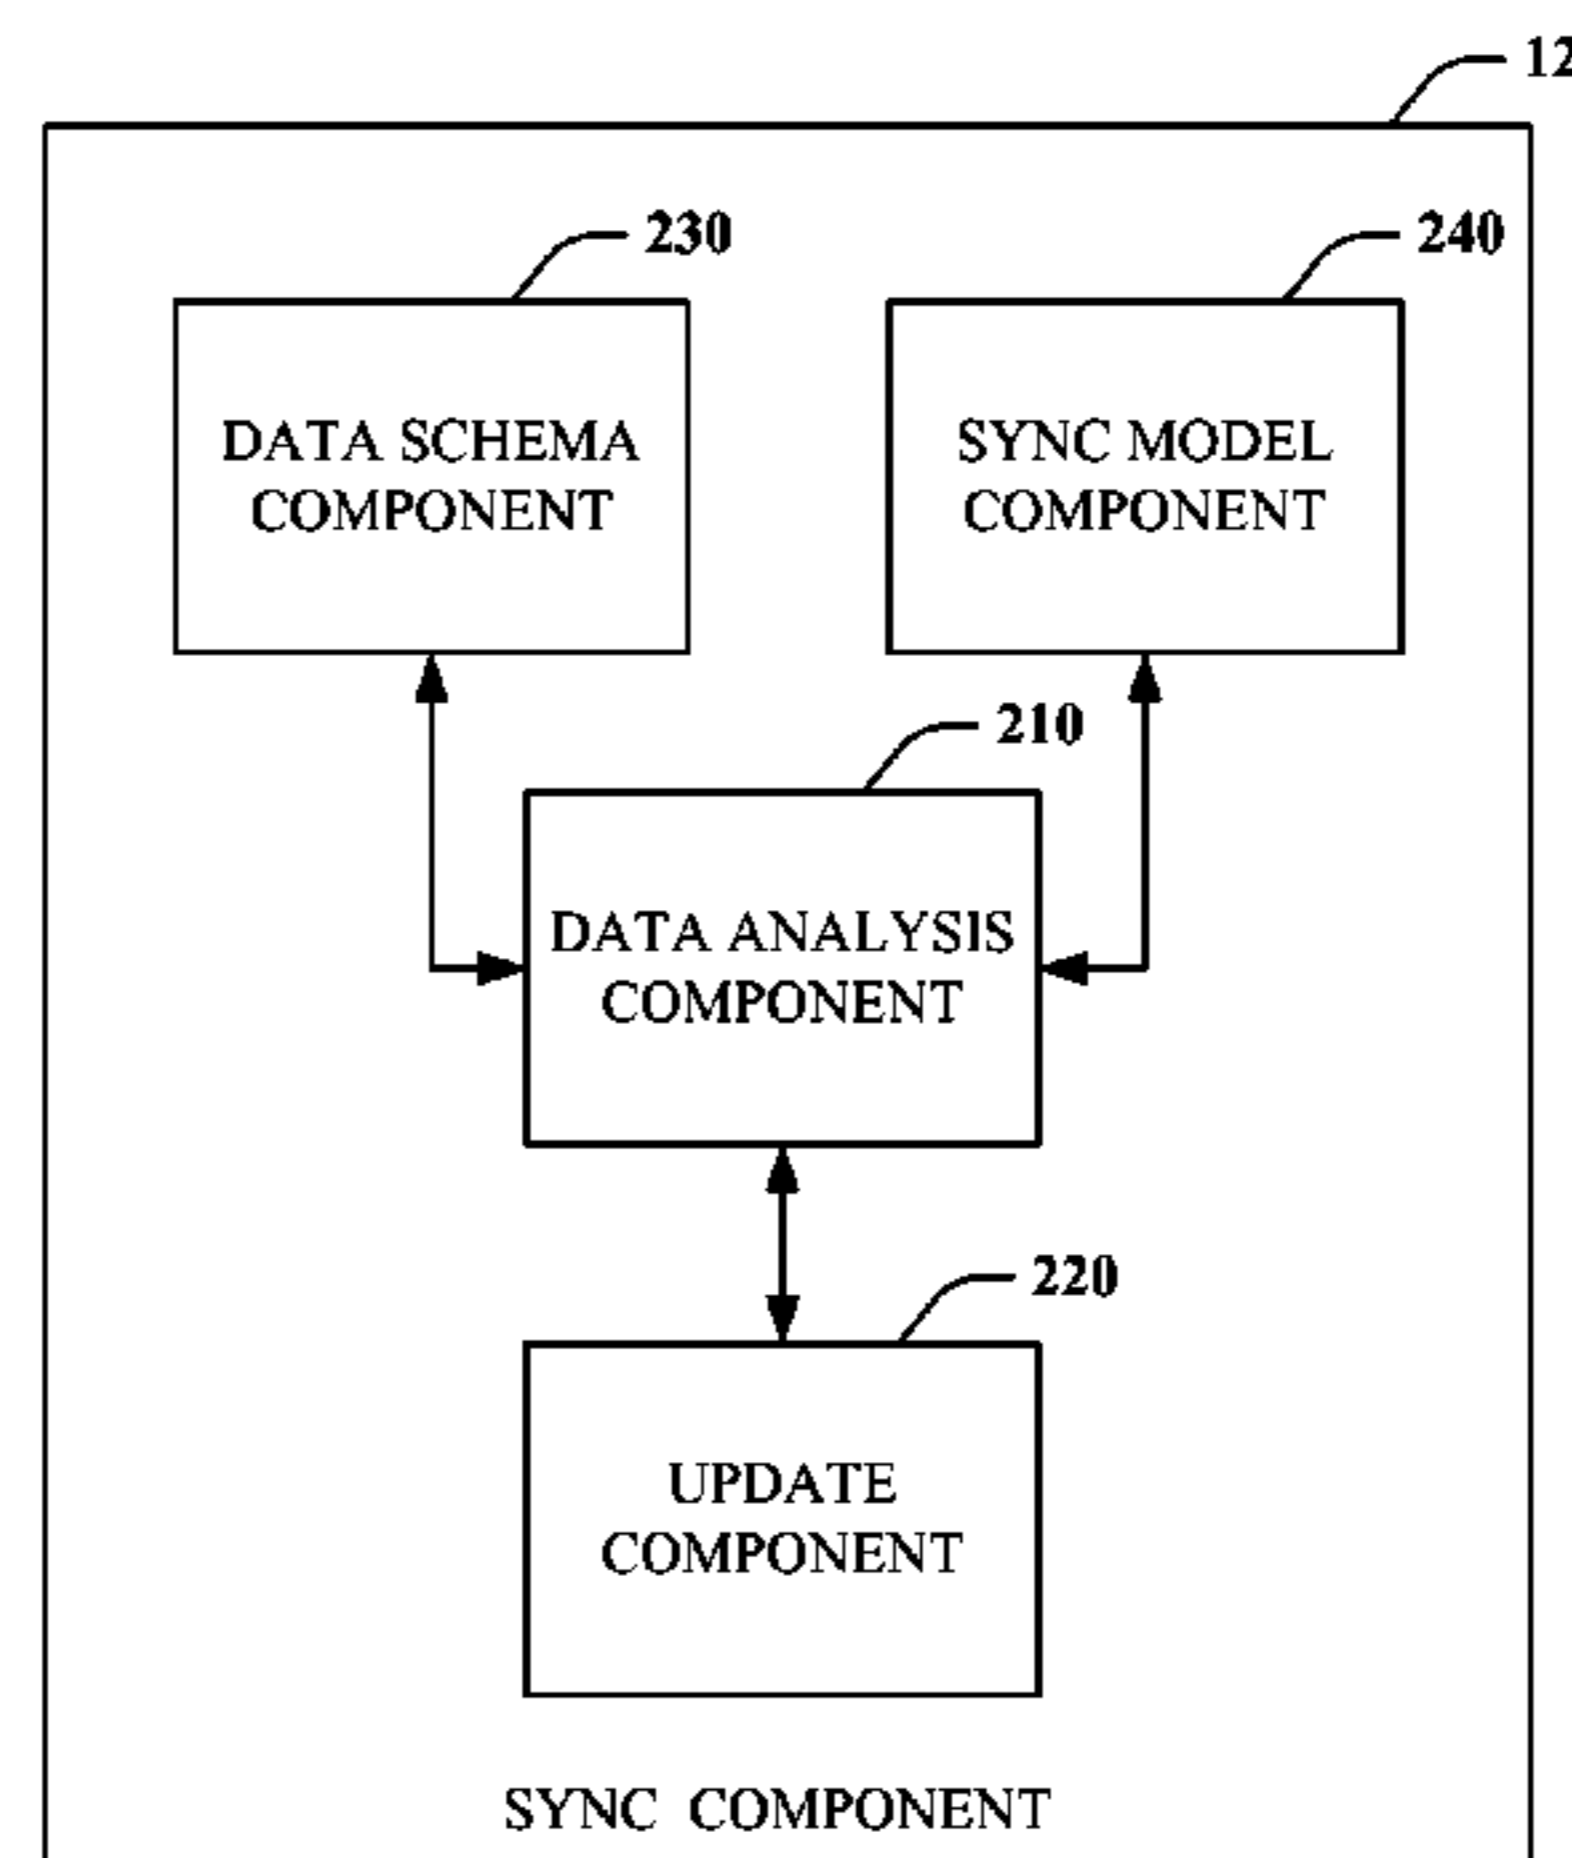 230
240
DATA SCHEMA
COMPONENT
SYNC MODEL
COMPONENT
210
DATA ANALYSIS
COMPONENT
220
UPDATE
COMPONENT
SYNC COMPONENT